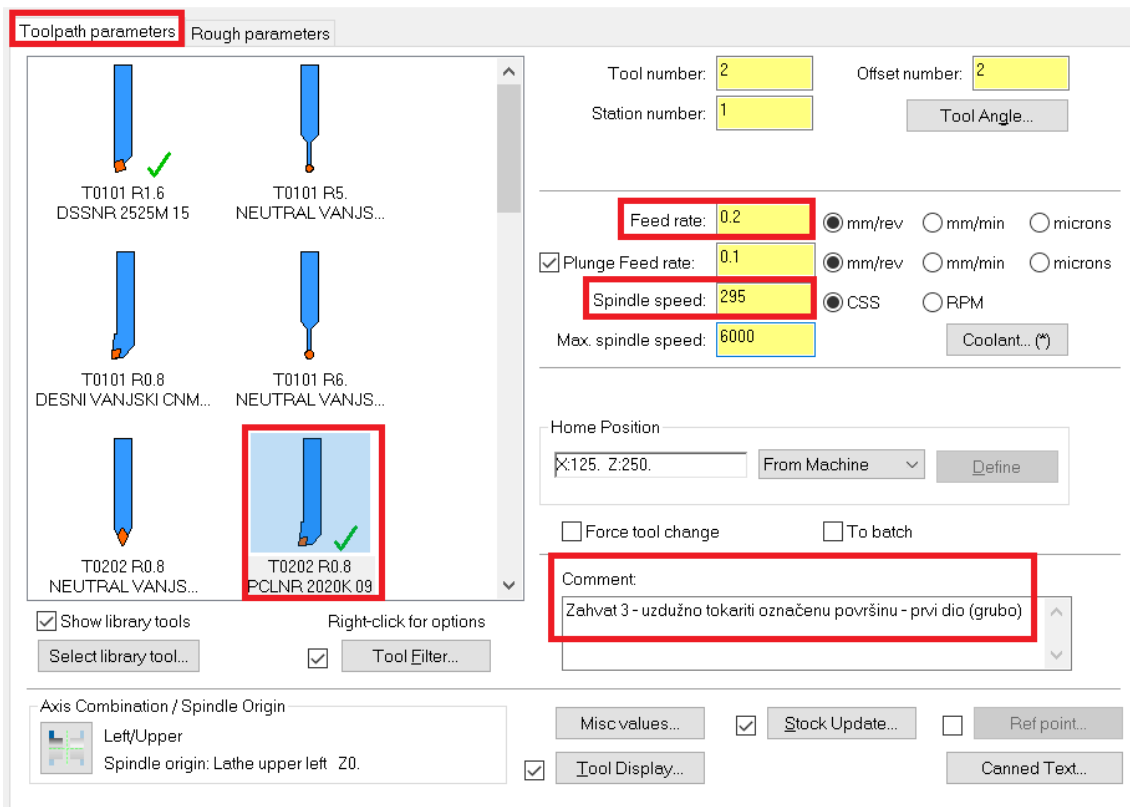 Toolpath parameters
Rough parameters
T0101 R1.6
DSSNR 2525M 15
T0101 R5.
NEUTRAL VANJS...
T0101 R0.8
DESNI VANJSKI CNM...
T0101 R6.
NEUTRAL VANJS...
T0202 R0.8
NEUTRAL VANJS...
T0202 R0.8
PCLNR 2020K 09
Show library tools
Right-click for options
Select library tool...
Tool Filter...
Axis Combination / Spindle Origin
Left/Upper
Spindle origin: Lathe upper left Z0.
Tool number: 2
Offset number: 2
Station number: 1
Tool Angle...
Feed rate: 0.2 mm/rev mm/min microns
Plunge Feed rate: 0.1 mm/rev mm/min microns
Spindle speed: 295 CSS RPM
Max. spindle speed: 6000
Coolant... (*)
Home Position
X:125. Z:250.
From Machine
Define
Force tool change
To batch
Comment:
Zahvat 3 - uzdužno tokariti označenu površinu - prvi dio (grubo)
Misc values...
Stock Update...
Ref point...
Tool Display...
Canned Text...